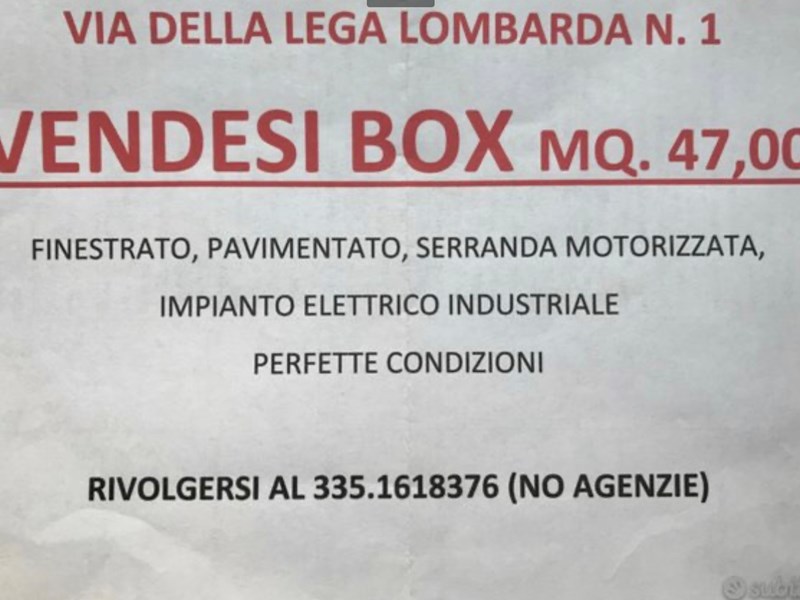 VIA DELLA LEGA LOMBARDA N. 1
VENDESI BOX MQ. 47,00
FINESTRATO, PAVIMENTATO, SERRANDA MOTORIZZATA,
IMPIANTO ELETTRICO INDUSTRIALE
PERFETTE CONDIZIONI
RIVOLGERSI AL 335.1618376 (NO AGENZIE)